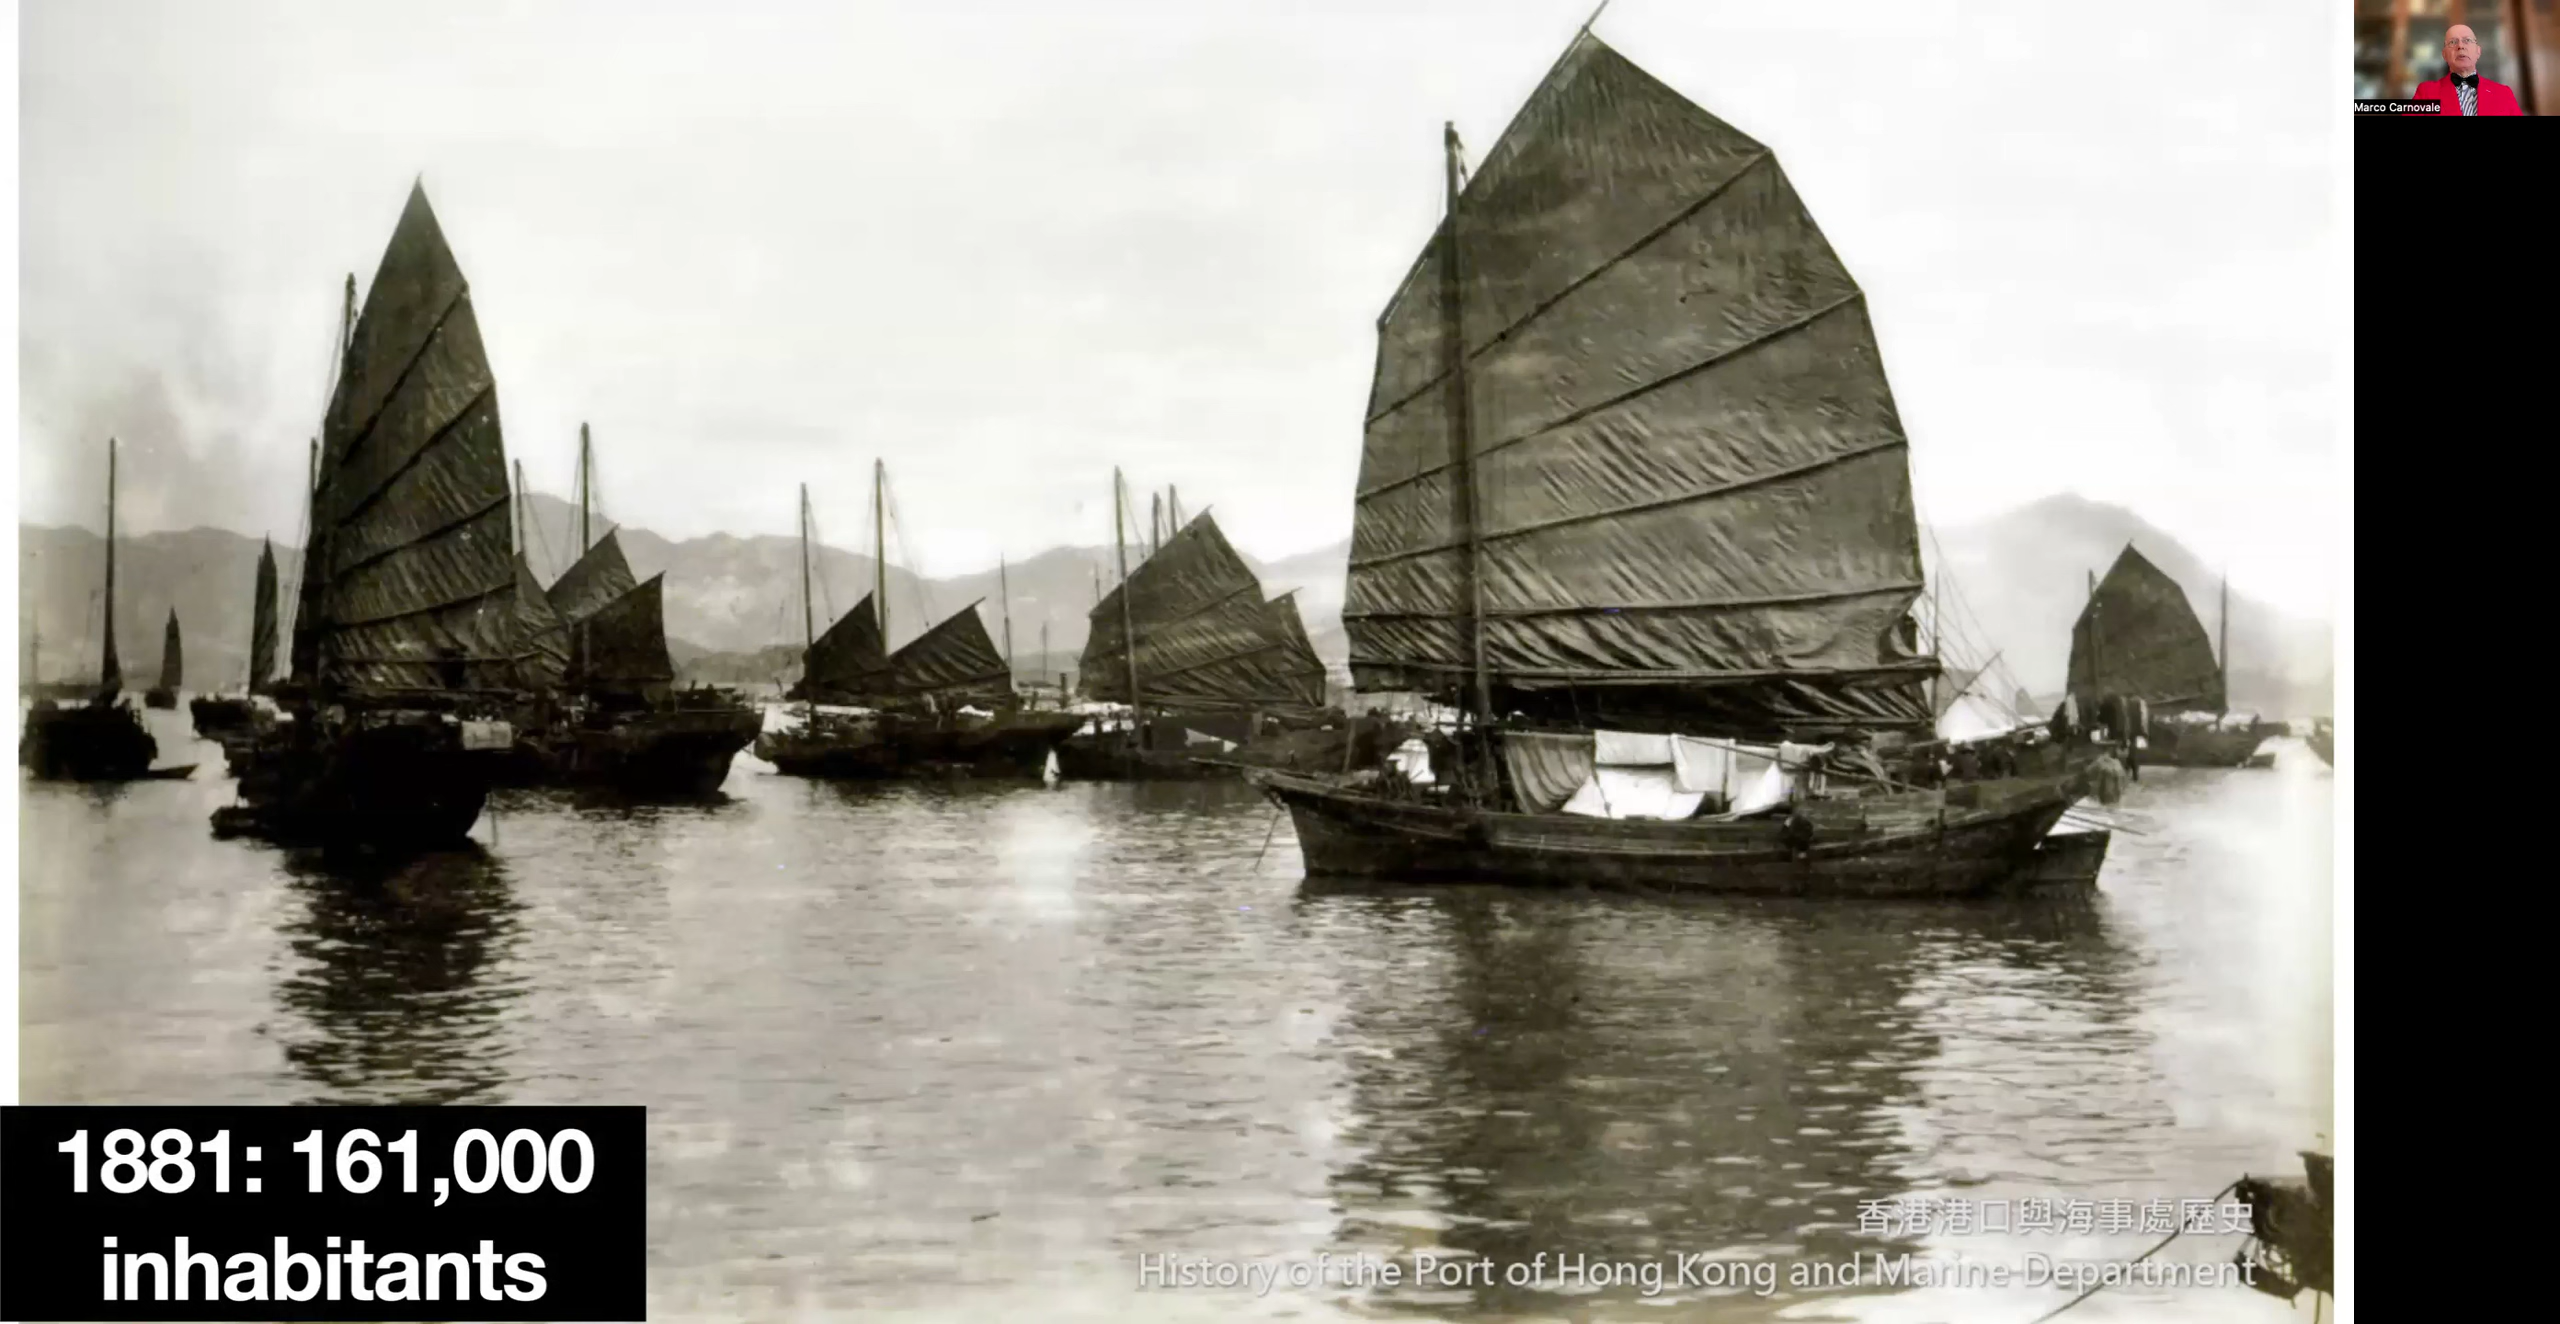 Marco Carnovale
1881: 161,000
inhabitants
香港港口與海事處歷史
History of the Port of Hong Kong and Marine Department